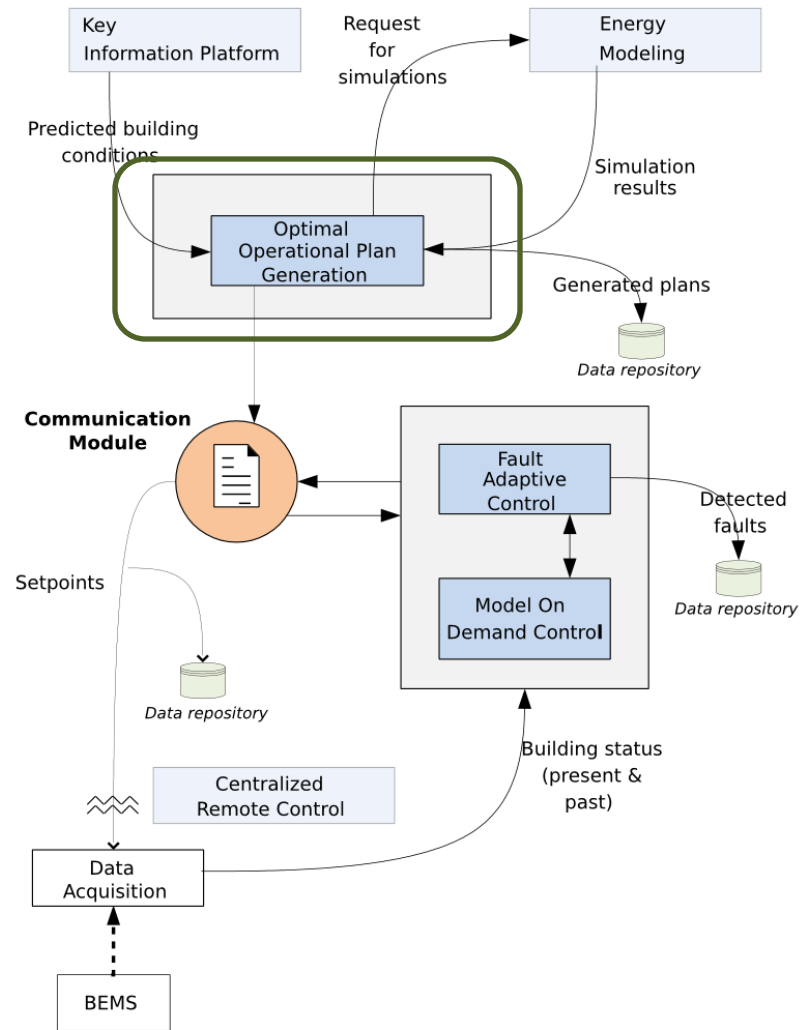 Key
Information Platform
Request
for
simulations
Energy
Modeling
Predicted building
conditions
Simulation
results
Optimal
Operational Plan
Generation
Generated plans
Data repository
Communication
Module
Fault
Adaptive
Control
Detected
faults
Setpoints
Data repository
Model On
Demand Control
Data repository
Building status
(present &
past)
Centralized
Remote Control
Data
Acquisition
BEMS